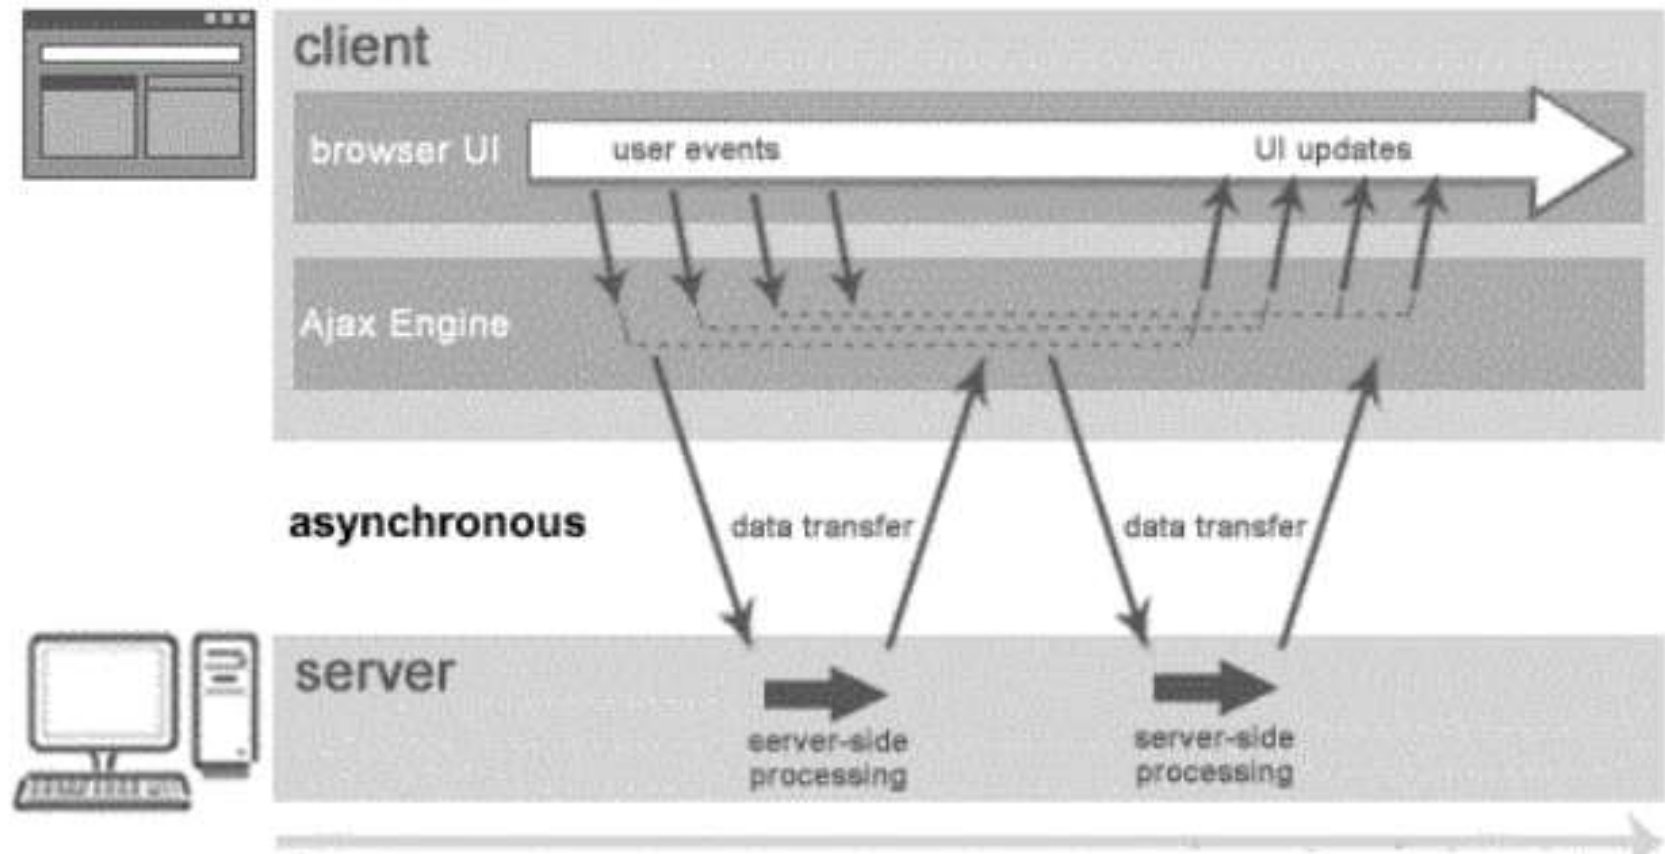 client
browser UI
user events
UI updates
Ajax Engine
asynchronous
data transfer
data transfer
server
server-side
processing
server-side
processing